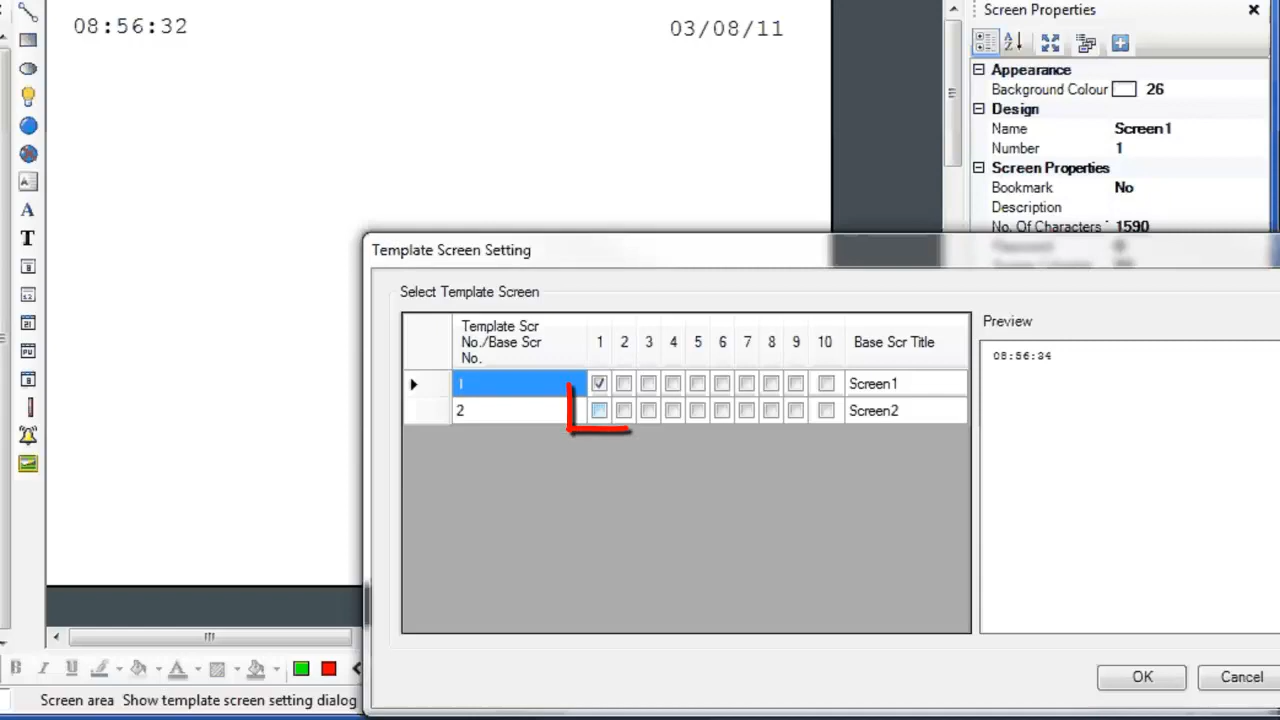 08:56:32
03/08/11
Screen Properties
Appearance
Background Colour 26
Design
Name Screen1
Number 1
Screen Properties
Bookmark No
Description
No. Of Characters 1590
Template Screen Setting
Select Template Screen
Template Scr
No./Base Scr
No.
1 2 3 4 5 6 7 8 9 10 Base Scr Title
1 Screen1
2 Screen2
Preview
08:56:34
OK
Cancel
B I U A
Screen area Show template screen setting dialog